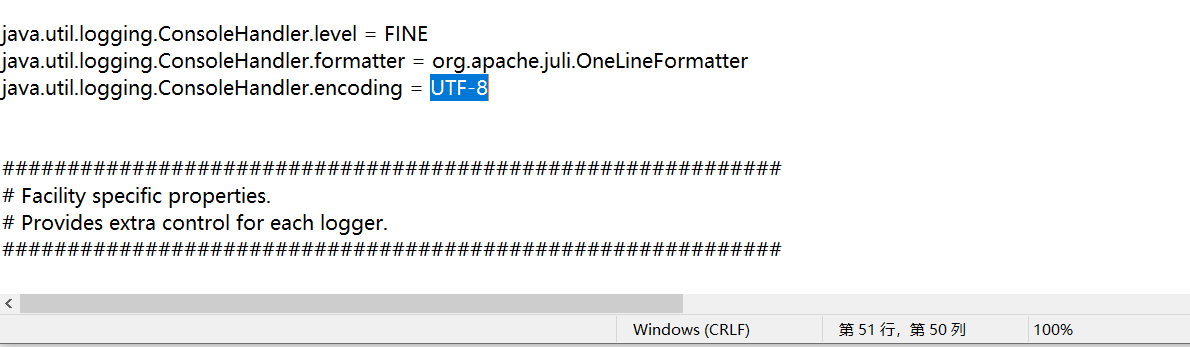 java.util.logging.ConsoleHandler.level = FINE
java.util.logging.ConsoleHandler.formatter = org.apache.juli.OneLineFormatter
java.util.logging.ConsoleHandler.encoding = UTF-8
############################################################
# Facility specific properties.
# Provides extra control for each logger.
############################################################
Windows (CRLF) 第 51 行，第 50 列 100%